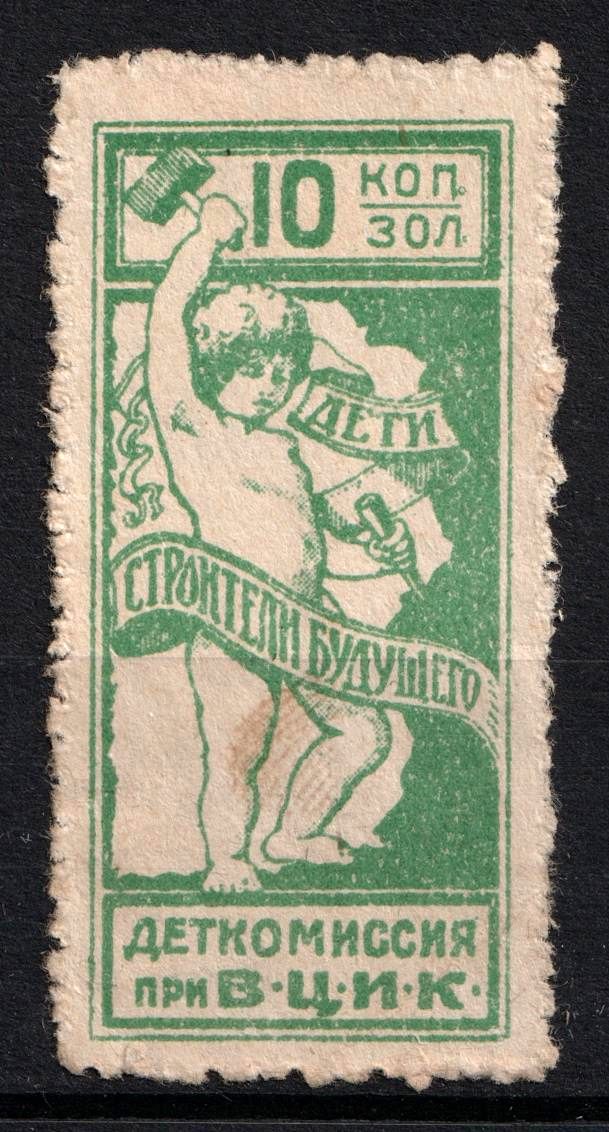 10 КОП.
ЗОЛ.
ДЕТИ
СТРОИТЕЛИ БУДУЩЕГО
ДЕТКОМИССИЯ
ПРИ В·Ц·И·К·